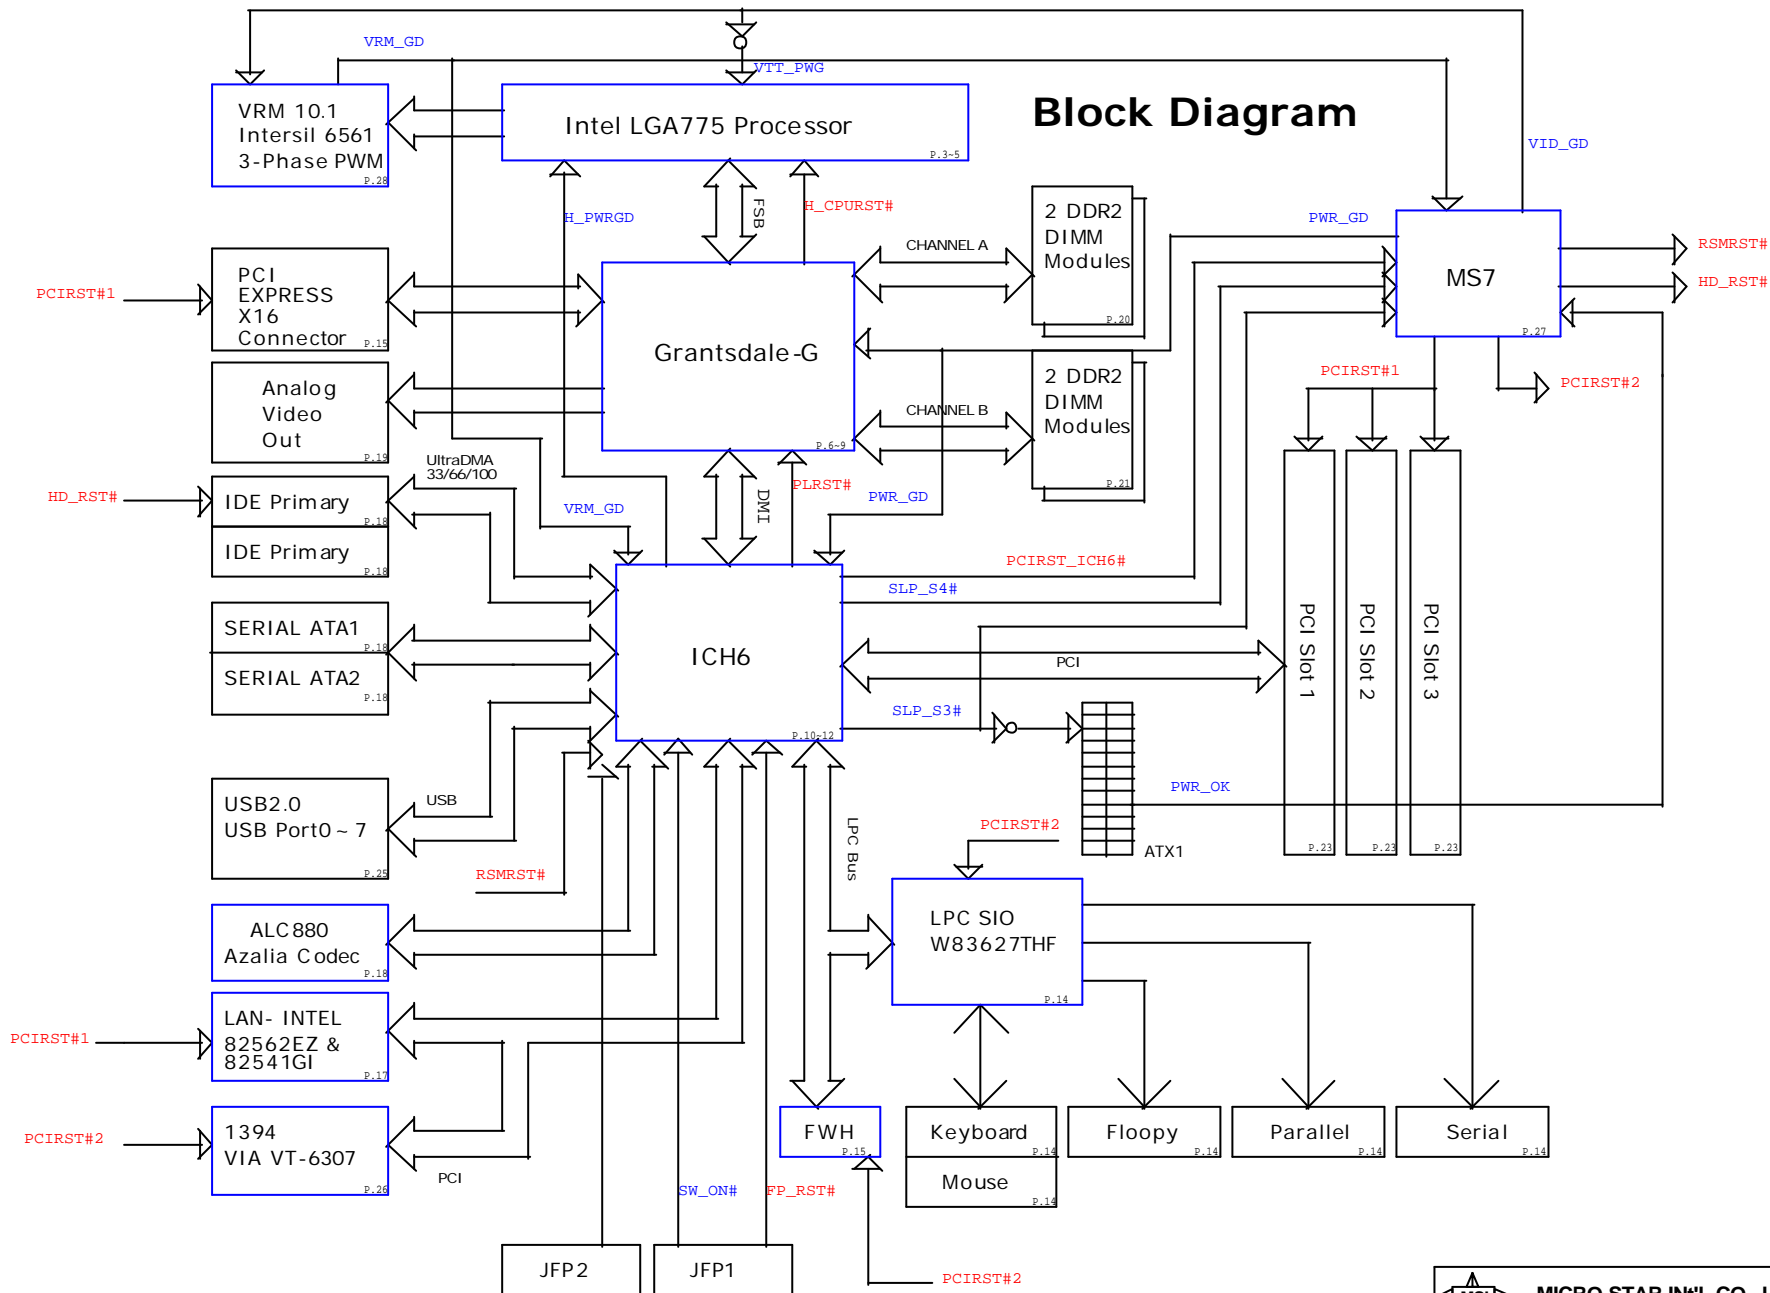 VRM_GD
VTT_PWG
VRM 10.1
Intersil 6561
3-Phase PWM
P.28
Intel LGA775 Processor
P.3~5
Block Diagram
VID_GD
H_PWRGD
FSB
H_CPURST#
2 DDR2
DIMM
Modules
P.20
PWR_GD
MS7
P.27
RSMRST#
HD_RST#
PCIRST#1
PCI
EXPRESS
X16
Connector
P.15
CHANNEL A
Grantsdale-G
P.6~9
Analog
Video
Out
P.19
CHANNEL B
2 DDR2
DIMM
Modules
P.21
PCIRST#1
PCIRST#2
UltraDMA
33/66/100
HD_RST#
IDE Primary
P.18
IDE Primary
P.18
VRM_GD
DMI
PLRST#
PWR_GD
PCIRST_ICH6#
SLP_S4#
SERIAL ATA1
P.18
SERIAL ATA2
P.18
ICH6
P.10~12
PCI
SLP_S3#
PCI Slot 1
P.23
PCI Slot 2
P.23
PCI Slot 3
P.23
USB2.0
USB Port0 ~ 7
P.25
USB
LPC Bus
PWR_OK
PCIRST#2
ATX1
RSMRST#
ALC880
Azalia Codec
P.18
LPC SIO
W83627THF
P.14
PCIRST#1
LAN- INTEL
82562EZ &
82541GI
P.17
PCIRST#2
1394
VIA VT-6307
P.26
PCI
FWH
P.15
Keyboard
P.14
Mouse
P.14
Floopy
P.14
Parallel
P.14
Serial
P.14
SW_ON#
FP_RST#
JFP2
JFP1
PCIRST#2